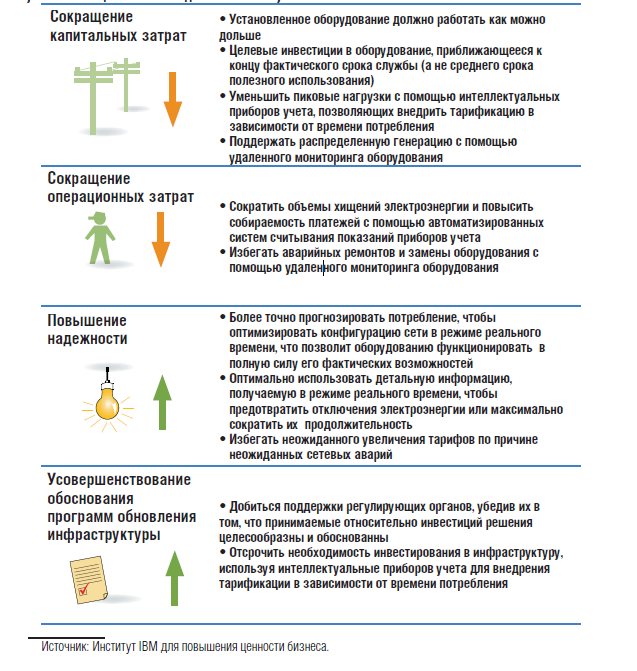 Сокращение
капитальных затрат
• Установленное оборудование должно работать как можно
дольше
• Целевые инвестиции в оборудование, приближающееся к
концу фактического срока службы (а не среднего срока
полезного использования)
• Уменьшить пиковые нагрузки с помощью интеллектуальных
приборов учета, позволяющих внедрить тарификацию в
зависимости от времени потребления
• Поддержать распределенную генерацию с помощью
удаленного мониторинга оборудования
Сокращение
операционных затрат
• Сократить объемы хищений электроэнергии и повысить
собираемость платежей с помощью автоматизированных
систем считывания показаний приборов учета
• Избегать аварийных ремонтов и замены оборудования с
помощью удаленного мониторинга оборудования
Повышение
надежности
• Более точно прогнозировать потребление, чтобы
оптимизировать конфигурацию сети в режиме реального
времени, что позволит оборудованию функционировать в
полную силу его фактических возможностей
• Оптимально использовать детальную информацию,
получаемую в режиме реального времени, чтобы
предотвратить отключения электроэнергии или максимально
сократить их продолжительность
• Избегать неожиданного увеличения тарифов по причине
неожиданных сетевых аварий
Усовершенствование
обоснования
программ обновления
инфраструктуры
• Добиться поддержки регулирующих органов, убедив их в
том, что принимаемые относительно инвестиций решения
целесообразны и обоснованны
• Отсрочить необходимость инвестирования в инфраструктуру,
используя интеллектуальные приборов учета для внедрения
тарификации в зависимости от времени потребления
Источник: Институт IBM для повышения ценности бизнеса.